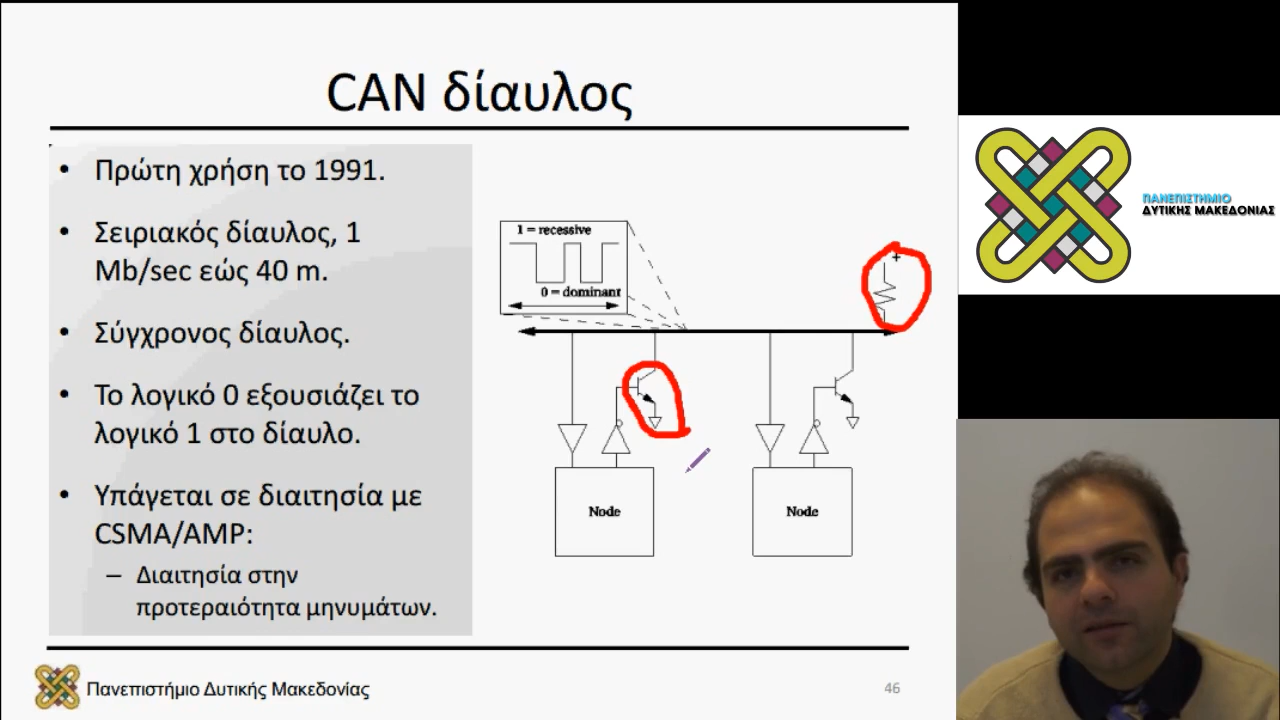 CAN δίαυλος
• Πρώτη χρήση το 1991.
• Σειριακός δίαυλος, 1
Mb/sec εώς 40 m.
• Σύγχρονος δίαυλος.
• Το λογικό 0 εξουσιάζει το
λογικό 1 στο δίαυλο.
• Υπάγεται σε διαιτησία με
CSMA/AMP:
– Διαιτησία στην
προτεραιότητα μηνυμάτων.
1 = recessive
0 = dominant
+
Node
Node
Πανεπιστήμιο Δυτικής Μακεδονίας
46
ΠΑΝΕΠΙΣΤΗΜΙΟ
ΔΥΤΙΚΗΣ ΜΑΚΕΔΟΝΙΑΣ